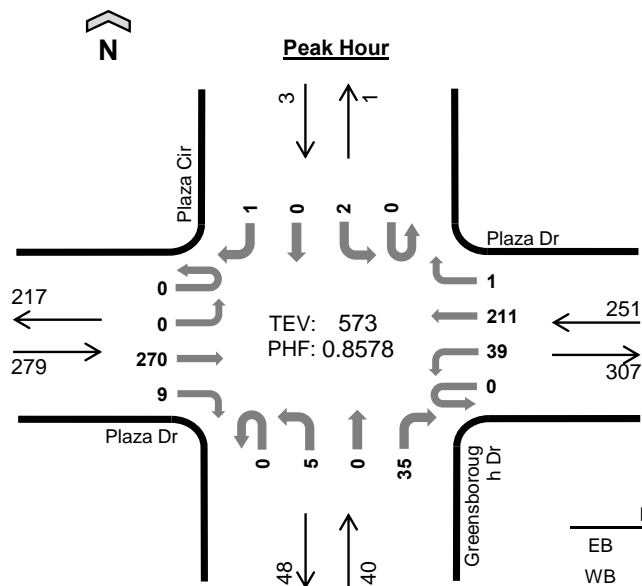 N
Peak Hour
3
1
Plaza Cir
1
0
2
0
Plaza Dr
0
1
217
0
TEV: 573
211
251
279
270
PHF: 0.8578
39
307
9
0
Plaza Dr
0
5
0
35
Greensboroug
h Dr
48
40
EB
WB